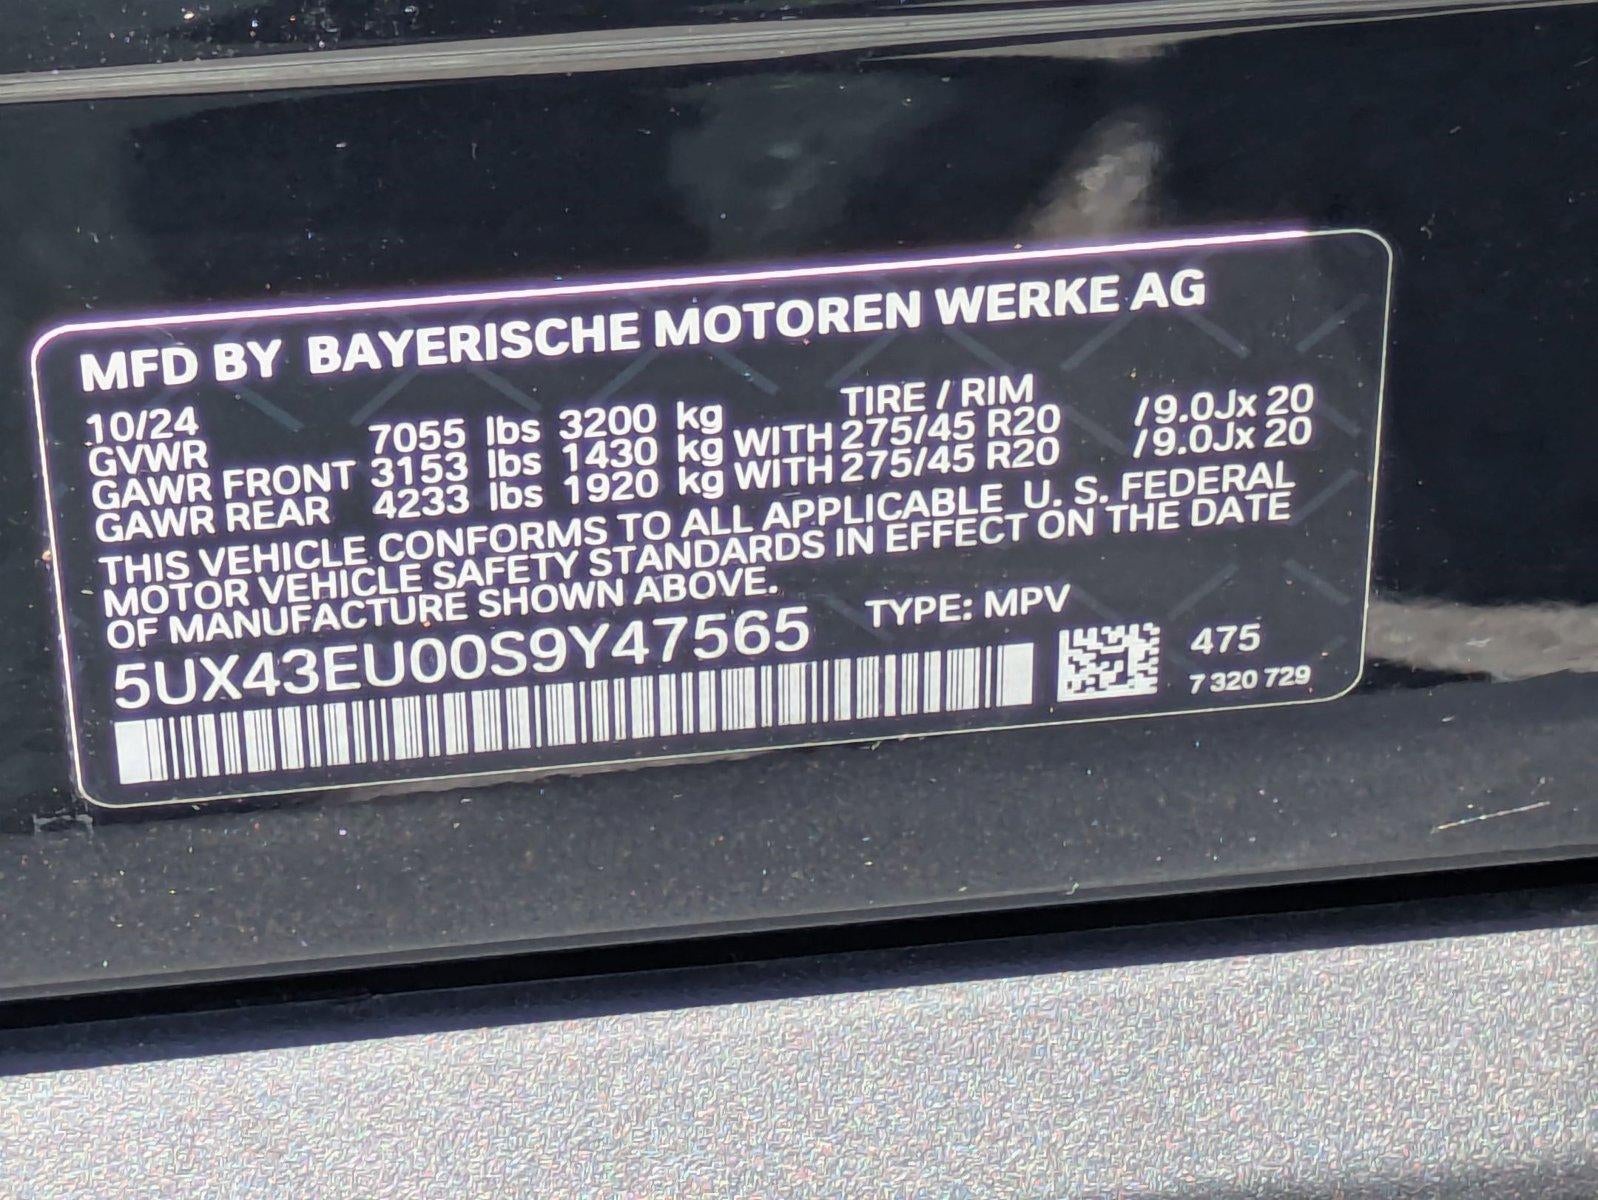 MFD BY BAYERISCHE MOTOREN WERKE AG
10/24 TIRE / RIM
GVWR 7055 lbs 3200 kg
GAWR FRONT 3153 lbs 1430 kg WITH 275/45 R20 /9.0Jx 20
GAWR REAR 4233 lbs 1920 kg WITH 275/45 R20 /9.0Jx 20
THIS VEHICLE CONFORMS TO ALL APPLICABLE U. S. FEDERAL
MOTOR VEHICLE SAFETY STANDARDS IN EFFECT ON THE DATE
OF MANUFACTURE SHOWN ABOVE.
5UX43EU00S9Y47565 TYPE: MPV
475
7 320 729